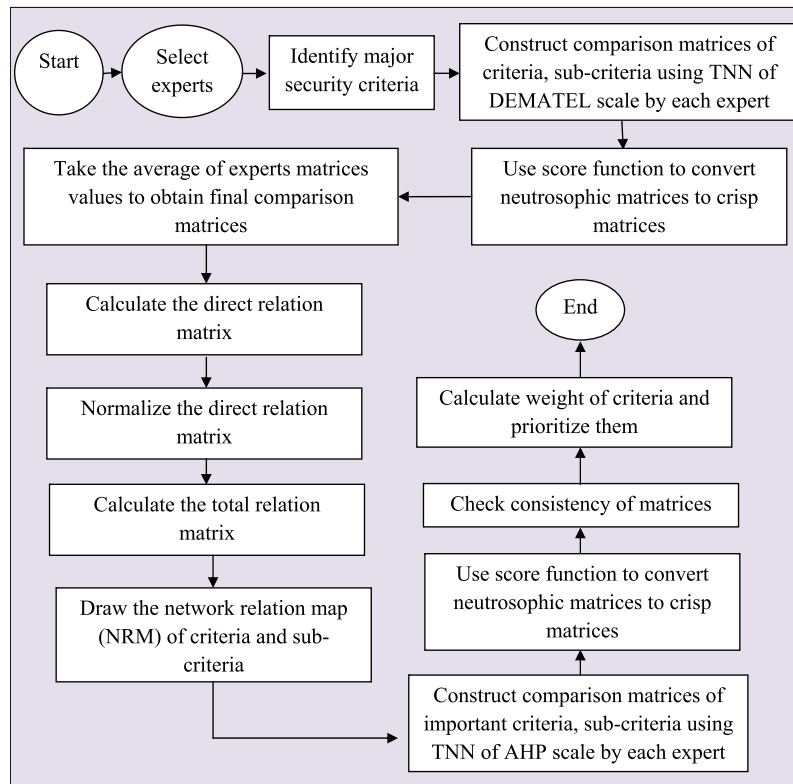 Start
Select
experts
Identify major
security criteria
Construct comparison matrices of
criteria, sub-criteria using TNN of
DEMATEL scale by each expert
Use score function to convert
neutrosophic matrices to crisp
matrices
Take the average of experts matrices
values to obtain final comparison
matrices
Calculate the direct relation
matrix
Normalize the direct relation
matrix
Calculate the total relation
matrix
Draw the network relation map
(NRM) of criteria and sub-
criteria
Construct comparison matrices of
important criteria, sub-criteria using
TNN of AHP scale by each expert
Use score function to convert
neutrosophic matrices to crisp
matrices
Check consistency of matrices
Calculate weight of criteria and
prioritize them
End